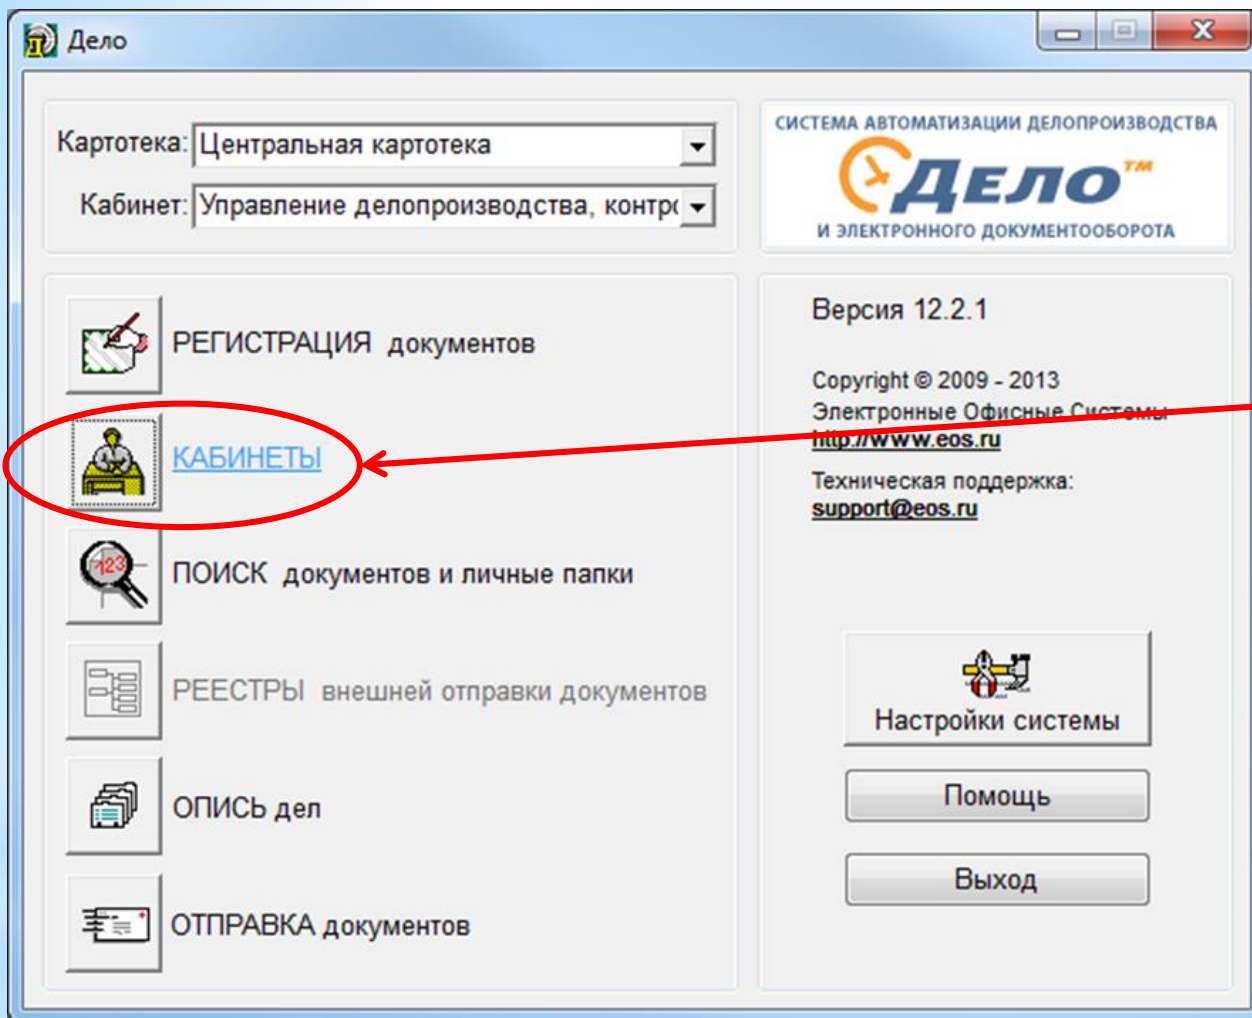 Дело
Картотека: Центральная картотека
Кабинет: Управление делопроизводства, контро
СИСТЕМА АВТОМАТИЗАЦИИ ДЕЛОПРОИЗВОДСТВА
ДЕЛО™
И ЭЛЕКТРОННОГО ДОКУМЕНТООБОРОТА
РЕГИСТРАЦИЯ документов
КАБИНЕТЫ
123
ПОИСК документов и личные папки
РЕЕСТРЫ внешней отправки документов
ОПИСЬ дел
ОТПРАВКА документов
Версия 12.2.1
Copyright © 2009 - 2013
Электронные Офисные Системы
http://www.eos.ru
Техническая поддержка:
support@eos.ru
Настройки системы
Помощь
Выход